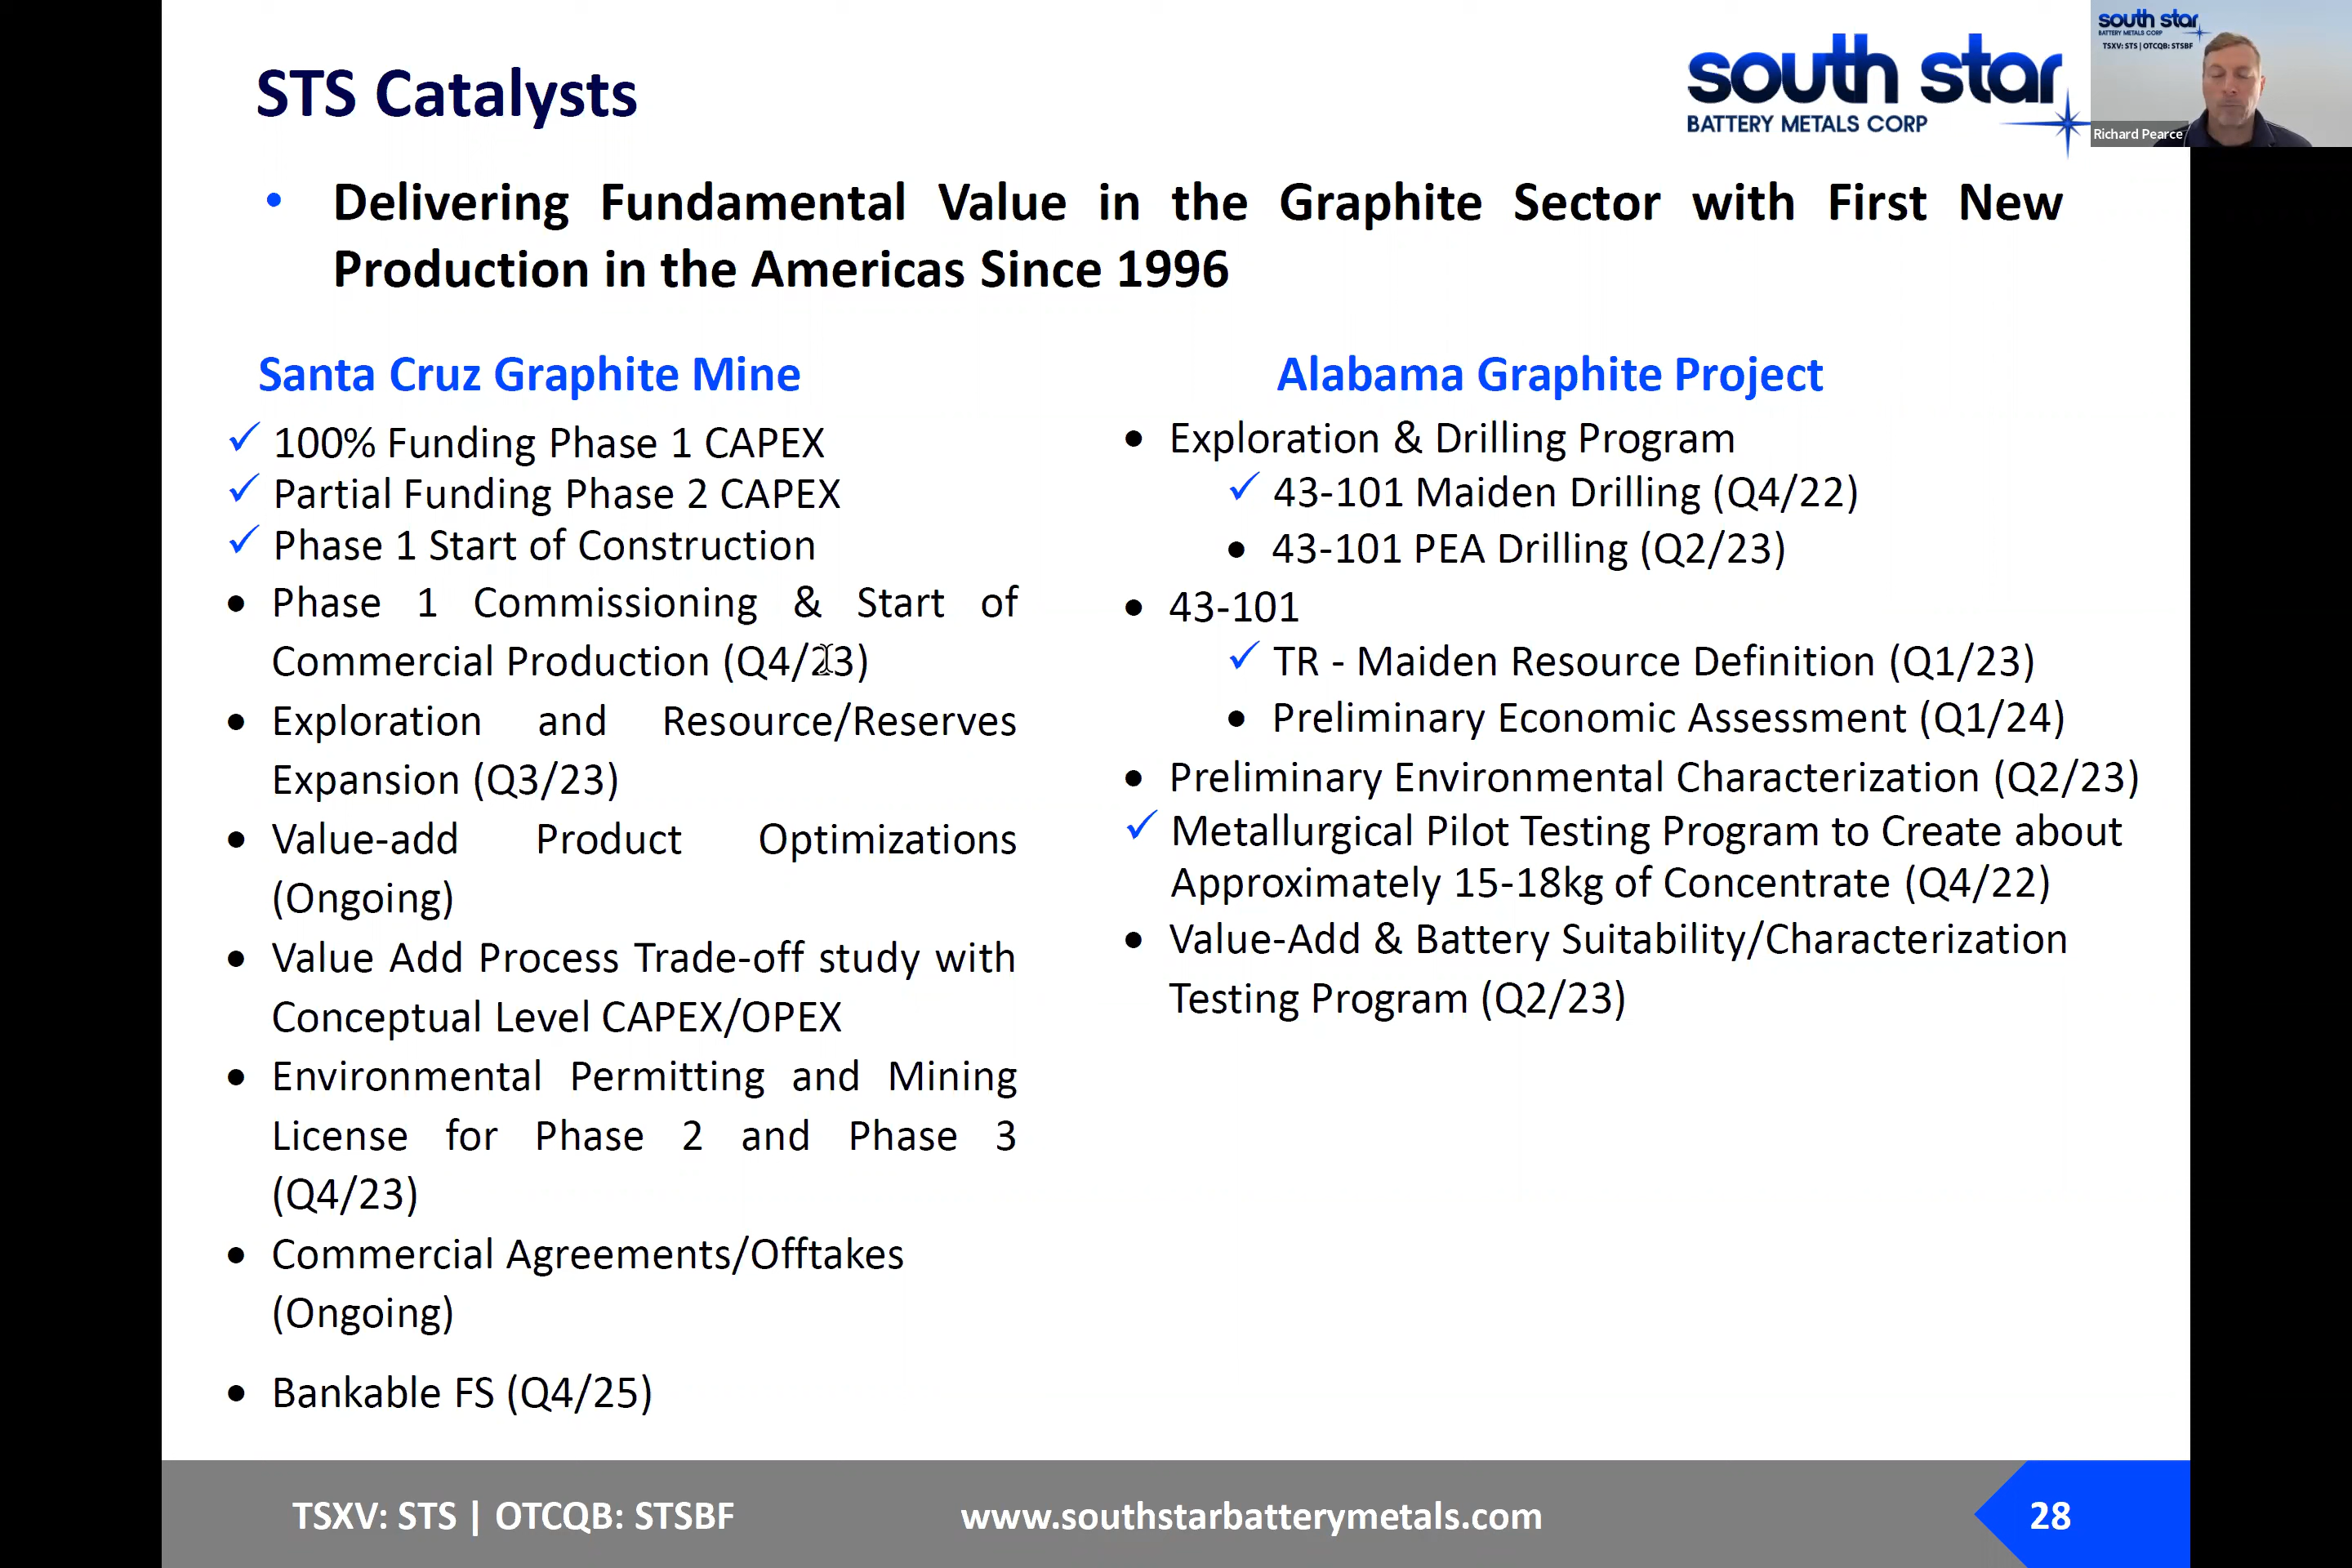 STS Catalysts
south star
BATTERY METALS CORP
south star
BATTERY METALS CORP
TSXV: STS | OTCQB: STSBF
Richard Pearce
• Delivering Fundamental Value in the Graphite Sector with First New
Production in the Americas Since 1996
Santa Cruz Graphite Mine
✓ 100% Funding Phase 1 CAPEX
✓ Partial Funding Phase 2 CAPEX
✓ Phase 1 Start of Construction
• Phase 1 Commissioning & Start of
Commercial Production (Q4/23)
• Exploration and Resource/Reserves
Expansion (Q3/23)
• Value-add Product Optimizations
(Ongoing)
• Value Add Process Trade-off study with
Conceptual Level CAPEX/OPEX
• Environmental Permitting and Mining
License for Phase 2 and Phase 3
(Q4/23)
• Commercial Agreements/Offtakes
(Ongoing)
• Bankable FS (Q4/25)
Alabama Graphite Project
• Exploration & Drilling Program
✓ 43-101 Maiden Drilling (Q4/22)
• 43-101 PEA Drilling (Q2/23)
• 43-101
✓ TR - Maiden Resource Definition (Q1/23)
• Preliminary Economic Assessment (Q1/24)
• Preliminary Environmental Characterization (Q2/23)
✓ Metallurgical Pilot Testing Program to Create about
Approximately 15-18kg of Concentrate (Q4/22)
• Value-Add & Battery Suitability/Characterization
Testing Program (Q2/23)
TSXV: STS | OTCQB: STSBF
www.southstarbatterymetals.com
28